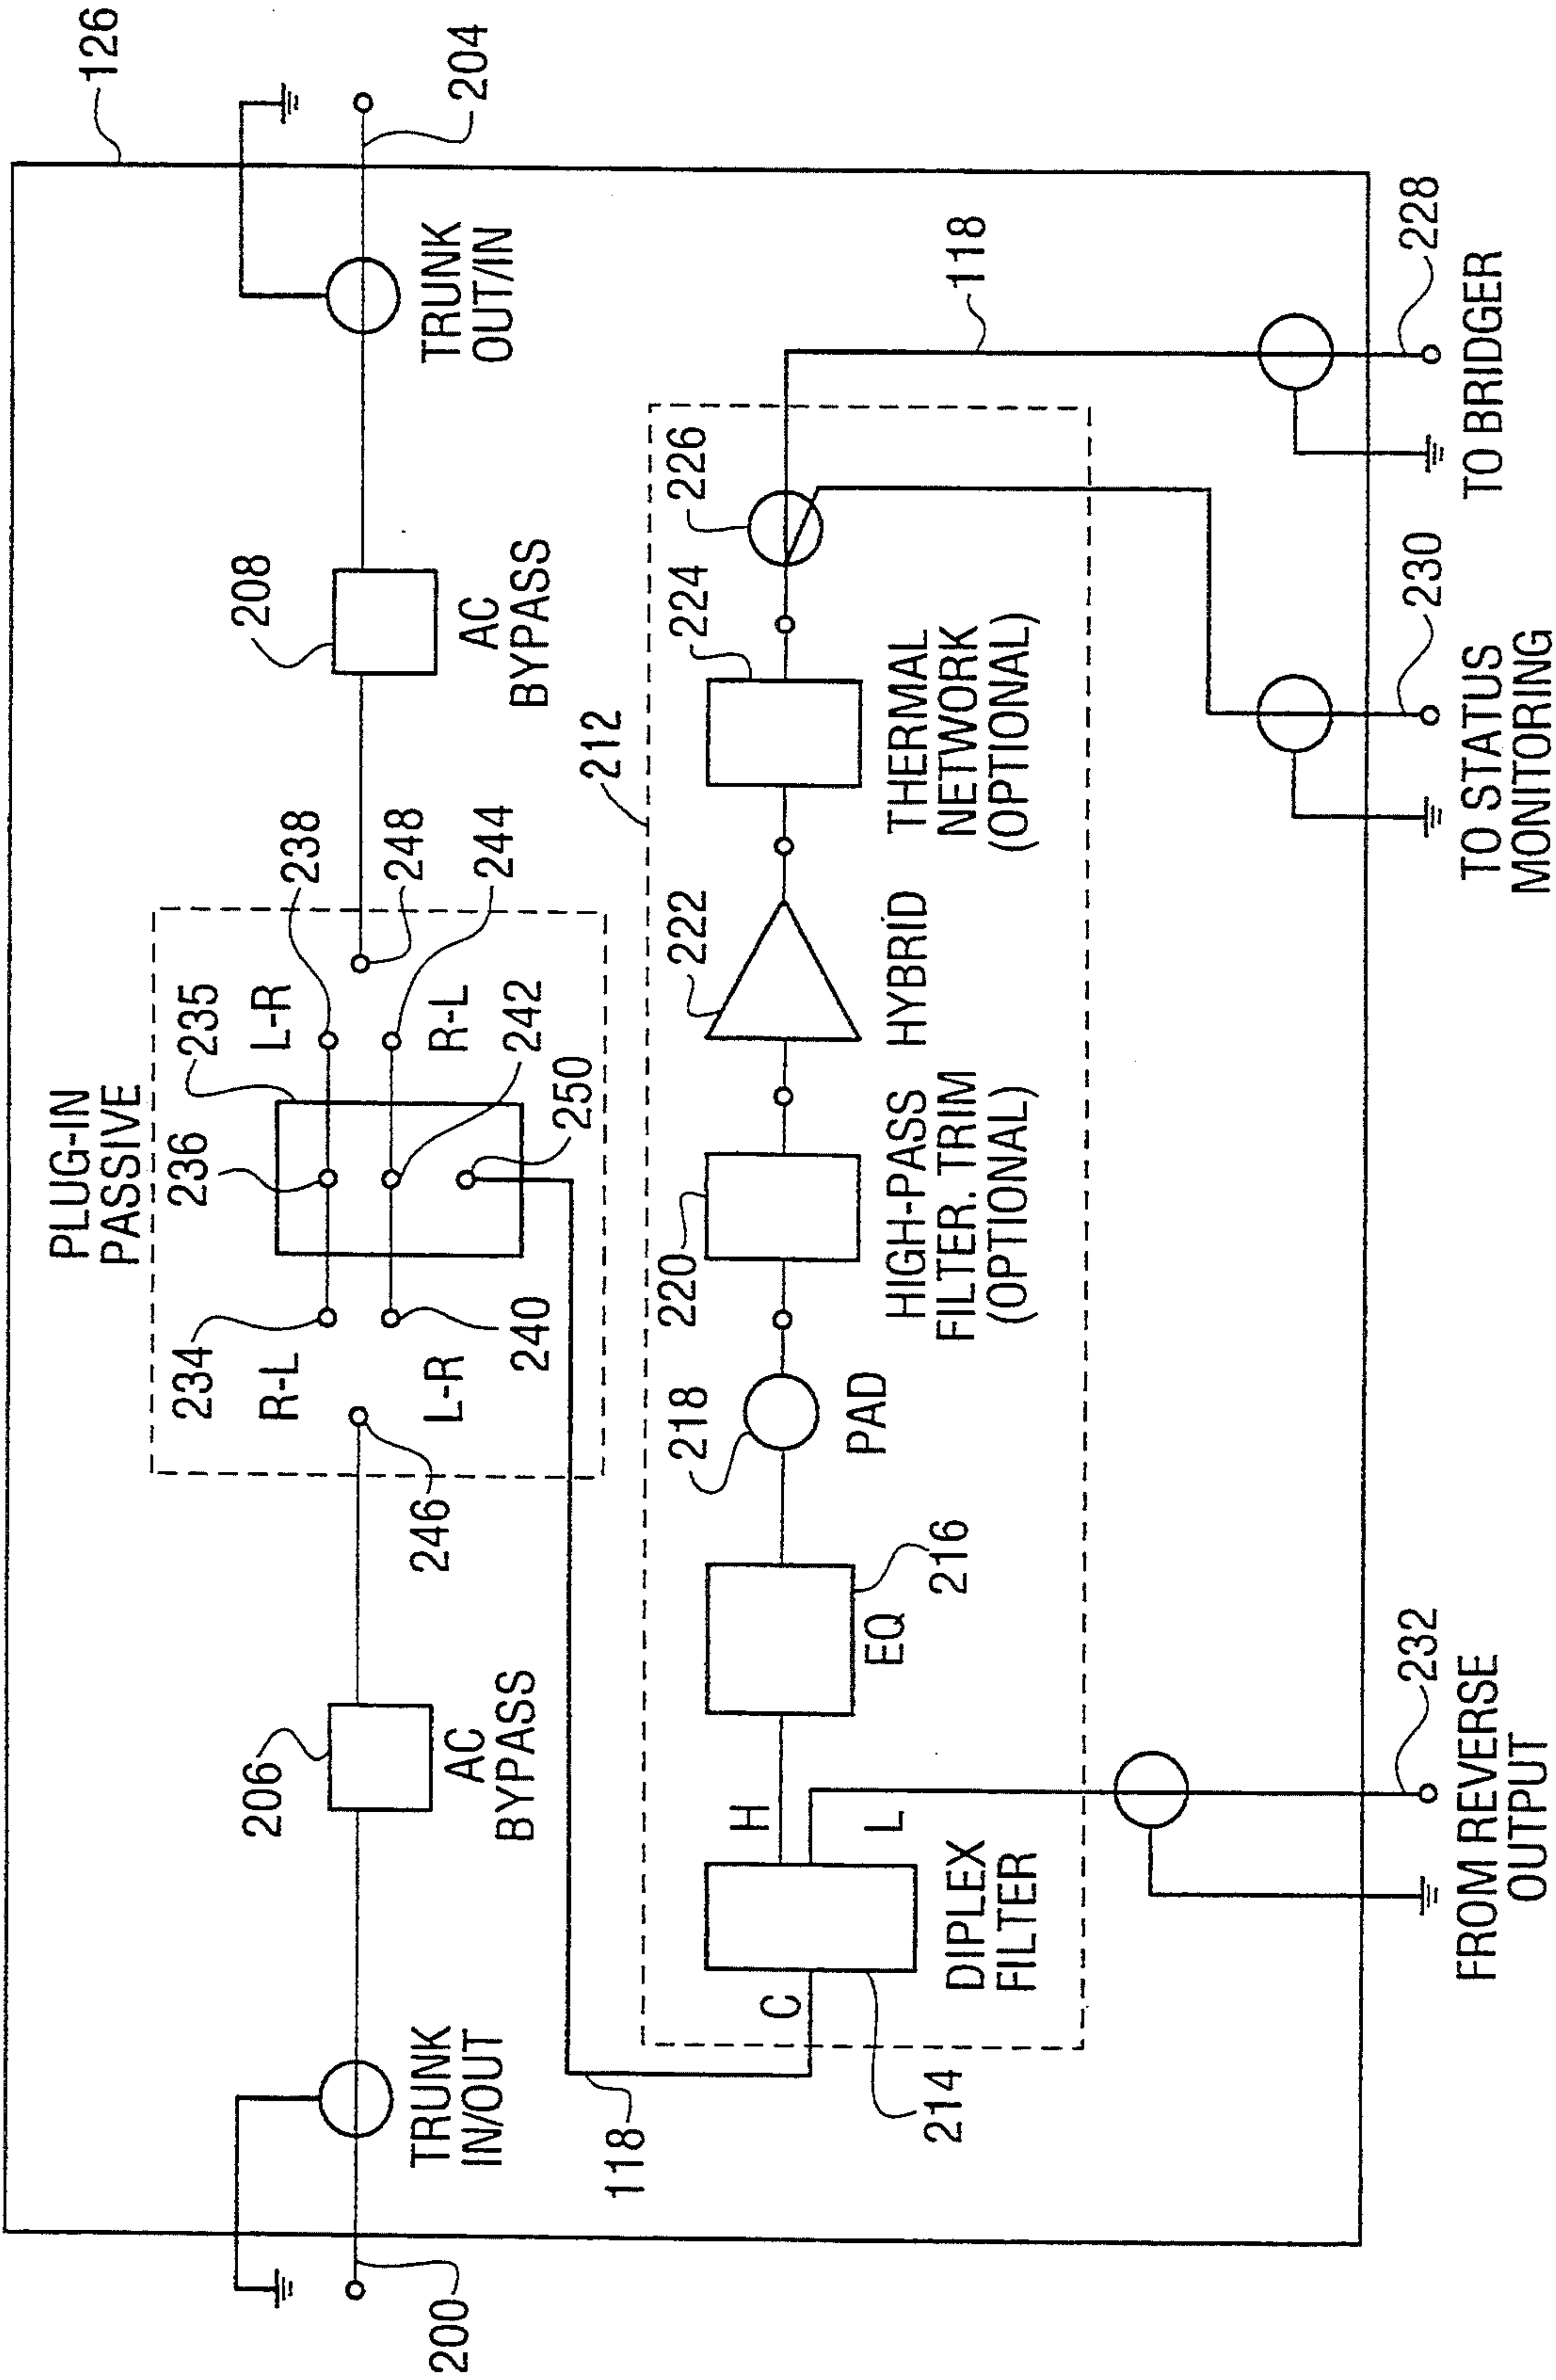 126
PLUG-IN
PASSIVE
235
236
238
L-R
234
R-L
208
204
200
TRUNK
IN/OUT
206
AC
BYPASS
246
L-R
240
R-L
242
250
244
248
AC
BYPASS
TRUNK
OUT/IN
118
212
118
C
214
DIPLEX
FILTER
H
L
EQ
216
218
PAD
220
HIGH-PASS
FILTER. TRIM
(OPTIONAL)
222
HYBRID
224
THERMAL
NETWORK
(OPTIONAL)
226
232
FROM REVERSE
OUTPUT
230
TO STATUS
MONITORING
228
TO BRIDGER